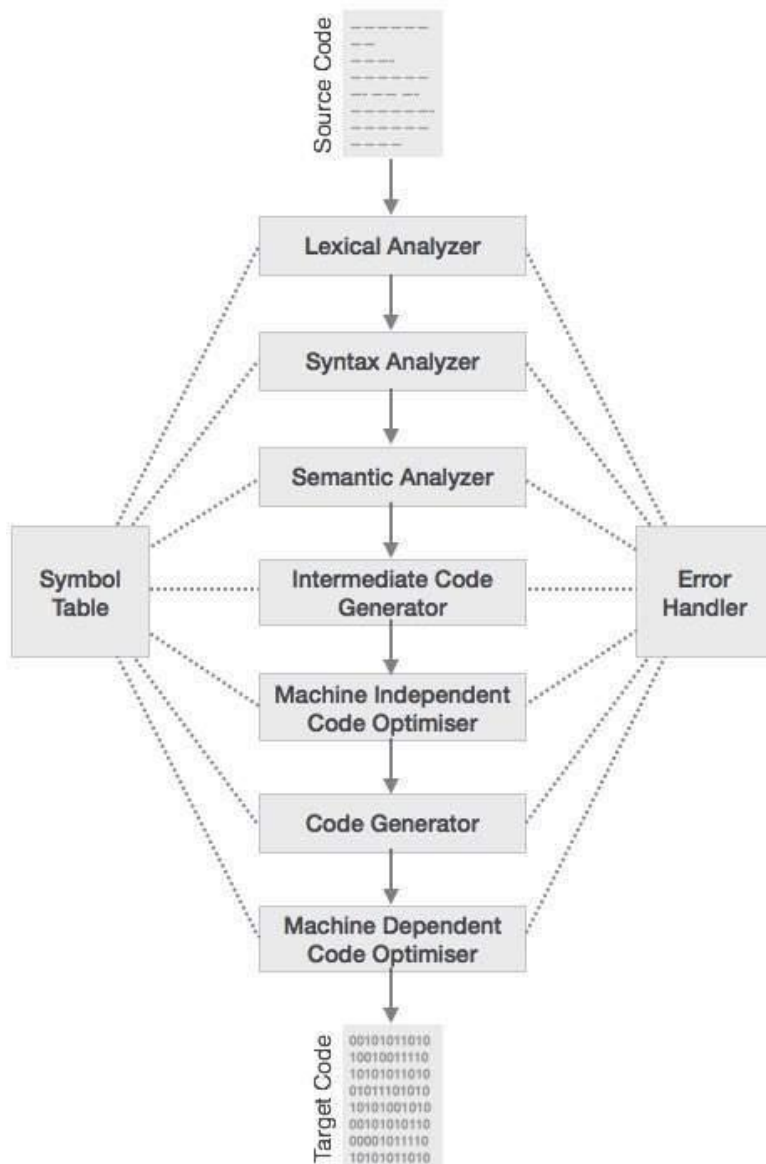 Source Code
Lexical Analyzer
Syntax Analyzer
Semantic Analyzer
Symbol
Table
Intermediate Code
Generator
Error
Handler
Machine Independent
Code Optimiser
Code Generator
Machine Dependent
Code Optimiser
Target Code
00101011010
10010011110
10101011010
01011101010
10101001010
00101010110
00001011110
10101011010